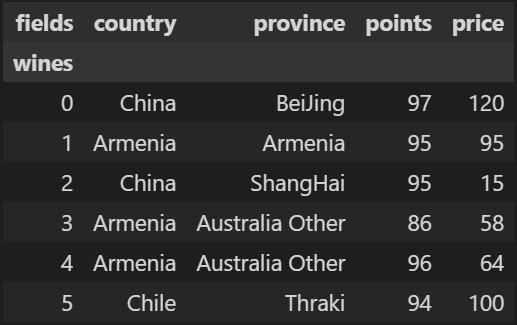 fields country province points price
wines
0 China BeiJing 97 120
1 Armenia Armenia 95 95
2 China ShangHai 95 15
3 Armenia Australia Other 86 58
4 Armenia Australia Other 96 64
5 Chile Thraki 94 100